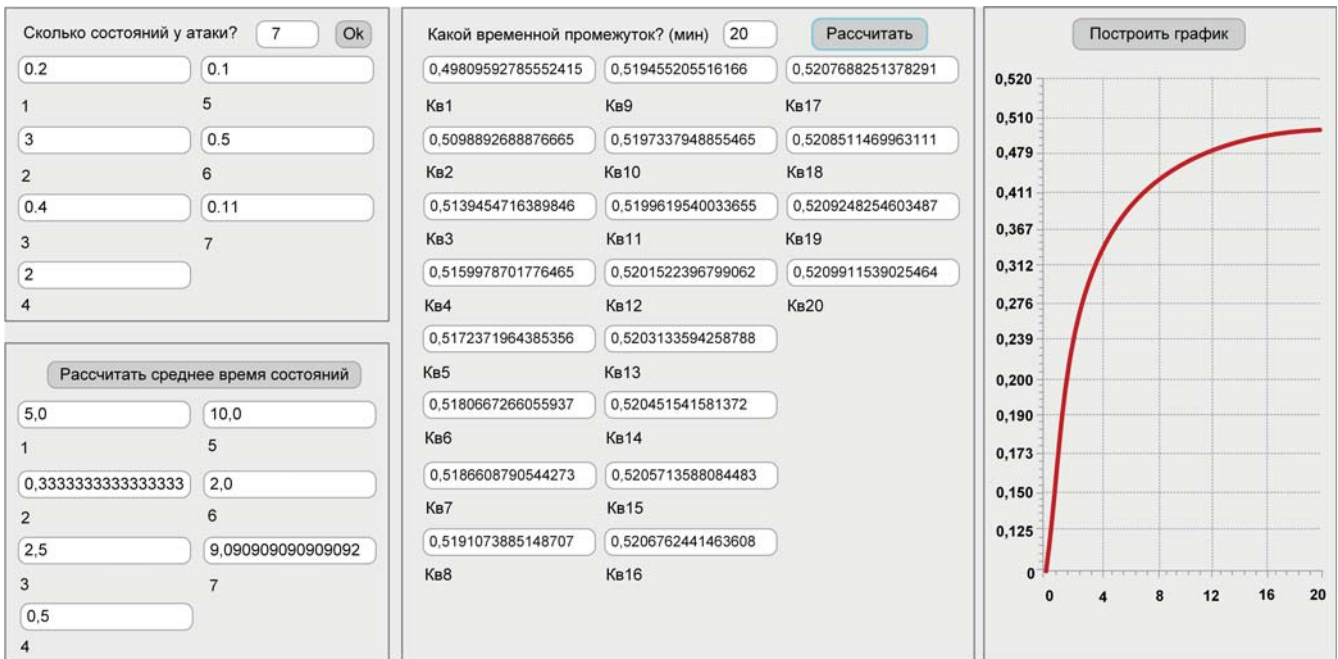 Сколько состояний у атаки? 7 Ok
0.2 0.1
1 5
3 0.5
2 6
0.4 0.11
3 7
2
4
Рассчитать среднее время состояний
5,0 10,0
1 5
0,3333333333333333 2,0
2 6
2,5 9,090909090909092
3 7
0,5
4
Какой временной промежуток? (мин) 20 Рассчитать
0,49809592785552415 0,519455205516166 0,5207688251378291
Кв1 Кв9 Кв17
0,50988926888876665 0,51973379488554​65 0,5208511469963111
Кв2 Кв10 Кв18
0,5139454716389846 0,5199619540033655 0,5209248254603487
Кв3 Кв11 Кв19
0,5159978701776465 0,5201522396799062 0,5209911539025464
Кв4 Кв12 Кв20
0,5172371964385356 0,5203133594258788
Кв5 Кв13
0,5180667266055937 0,520451541581372
Кв6 Кв14
0,5186608790544273 0,5205713588084483
Кв7 Кв15
0,5191073885148707 0,5206762441463608
Кв8 Кв16
Построить график
0,520
0,510
0,479
0,411
0,367
0,312
0,276
0,239
0,200
0,190
0,173
0,150
0,125
0
0 4 8 12 16 20